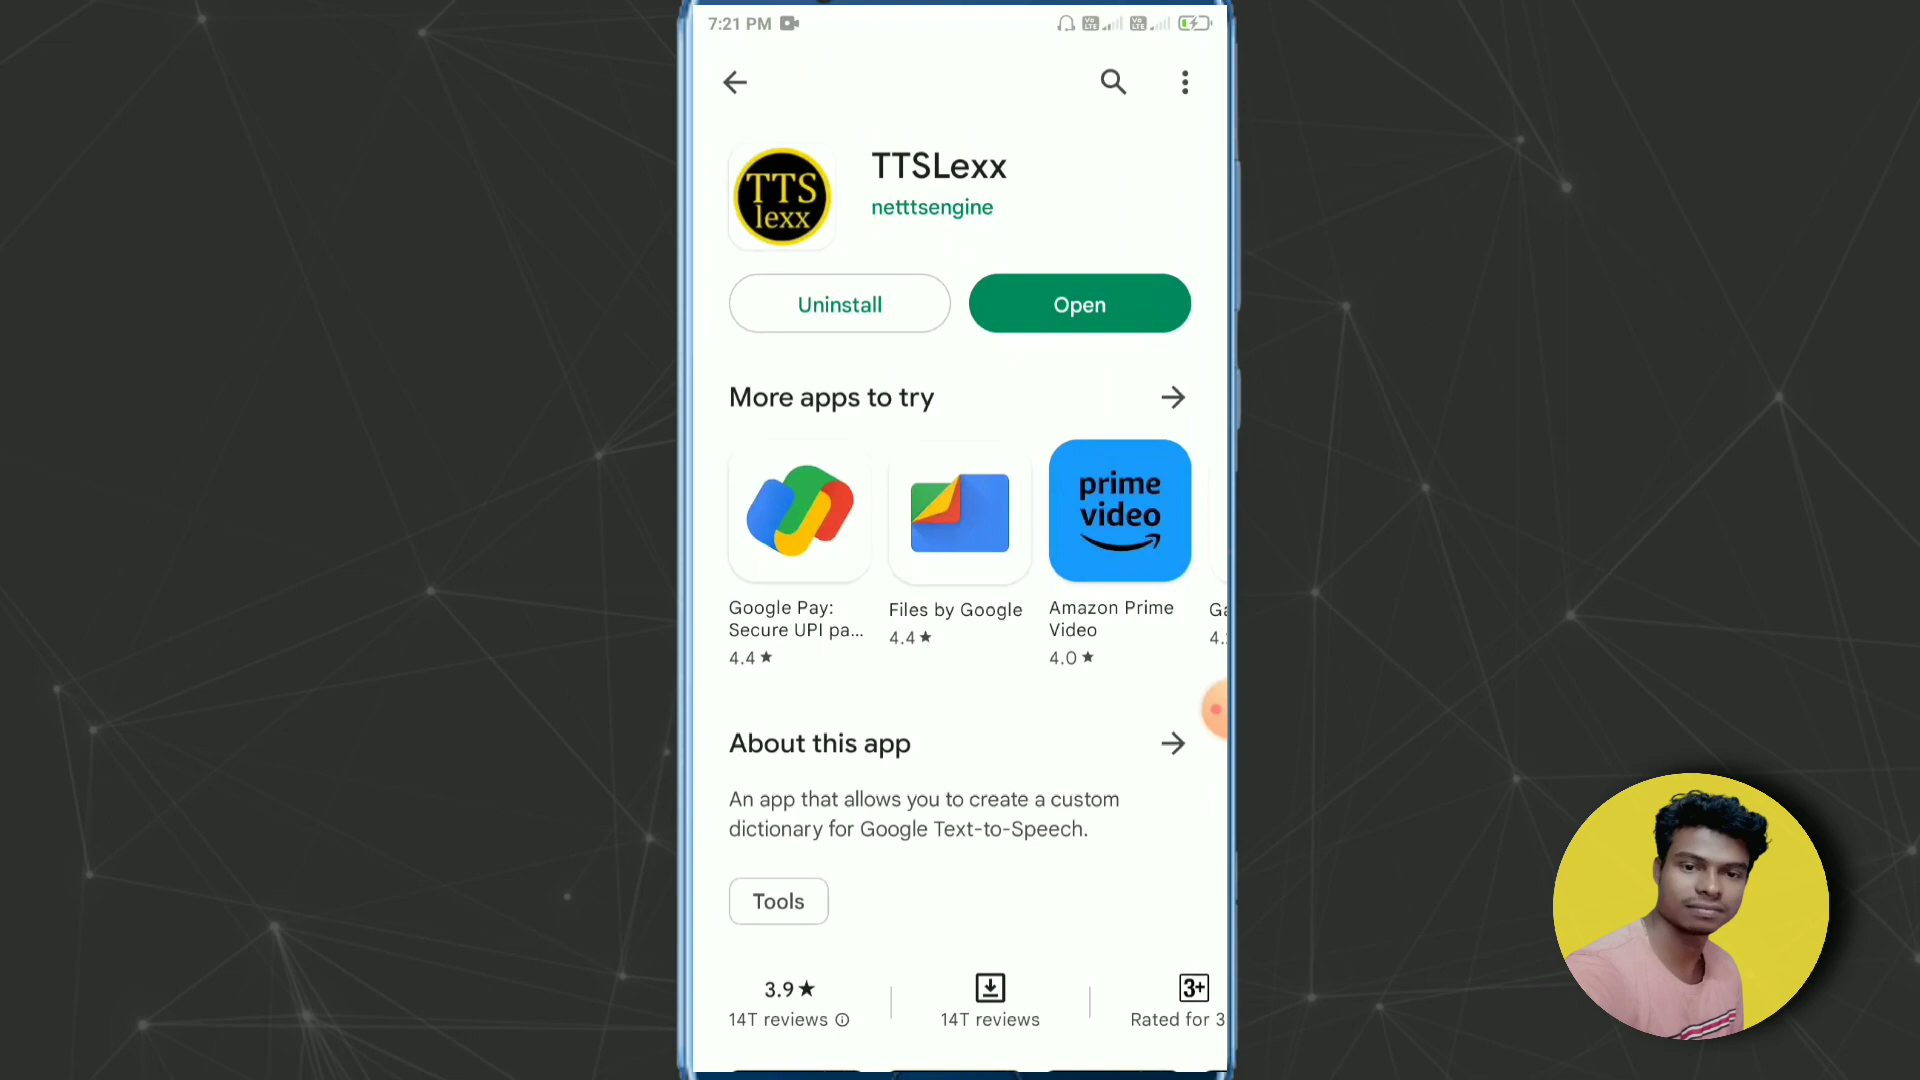 7:21 PM
TTSLexx
TTS
lexx
netttsengine
Uninstall
Open
More apps to try
prime
video
Google Pay:
Secure UPI pa...
4.4 ★
Files by Google
4.4 ★
Amazon Prime
Video
4.0 ★
Ga
4.
About this app
An app that allows you to create a custom
dictionary for Google Text-to-Speech.
Tools
3.9 ★
14T reviews
14T reviews
3+
Rated for 3